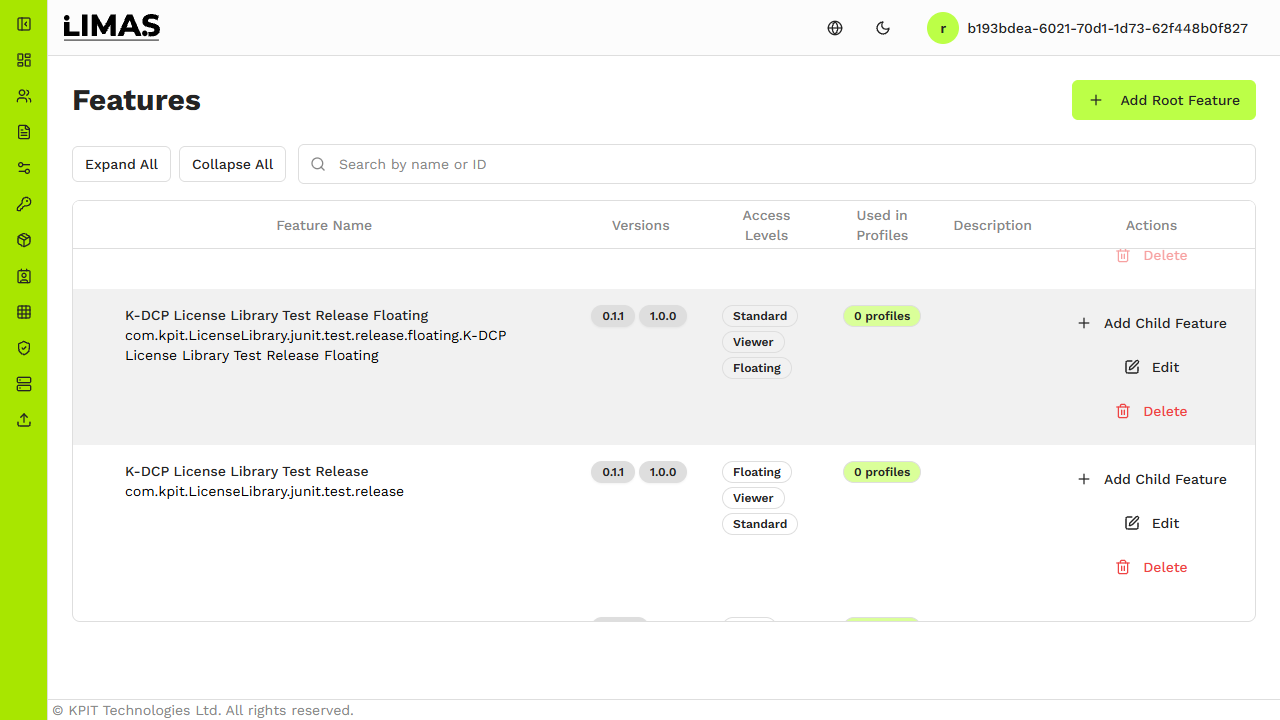 LIMAS
r
b193bdea-6021-70d1-1d73-62f448b0f827
Features
Add Root Feature
Expand All
Collapse All
Search by name or ID
Feature Name
Versions
Access
Levels
Used in
Profiles
Description
Actions
Delete
K-DCP License Library Test Release Floating
com.kpit.LicenseLibrary.junit.test.release.floating.K-DCP
License Library Test Release Floating
0.1.1
1.0.0
Standard
Viewer
Floating
0 profiles
Add Child Feature
Edit
Delete
K-DCP License Library Test Release
com.kpit.LicenseLibrary.junit.test.release
0.1.1
1.0.0
Floating
Viewer
Standard
0 profiles
Add Child Feature
Edit
Delete
© KPIT Technologies Ltd. All rights reserved.